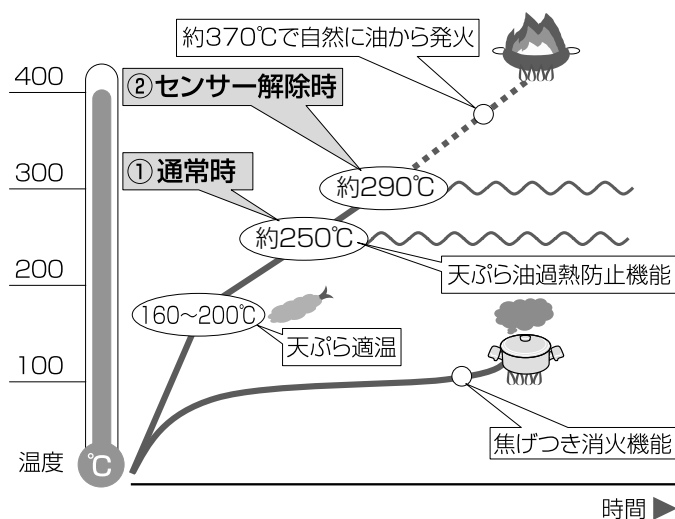 約370℃で自然に油から発火
400
②センサー解除時
300
①通常時
約290℃
約250℃
200
天ぷら油過熱防止機能
160〜200℃
天ぷら適温
100
焦げつき消火機能
温度
℃
時間 ▶